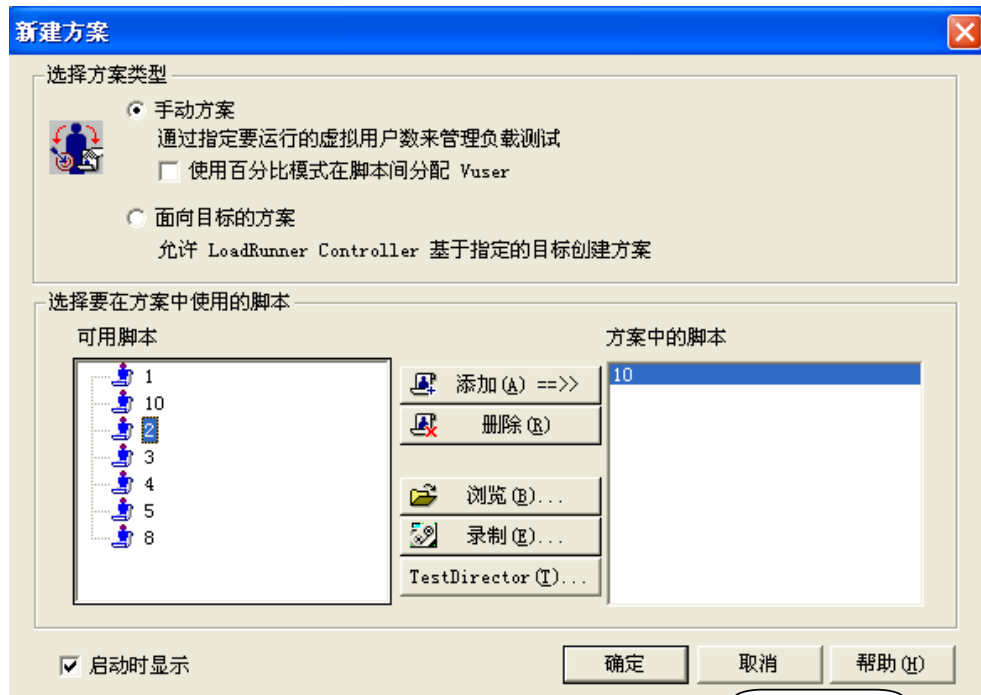 新建方案
选择方案类型
手动方案
通过指定要运行的虚拟用户数来管理负载测试
使用百分比模式在脚本间分配 Vuser
面向目标的方案
允许 LoadRunner Controller 基于指定的目标创建方案
选择要在方案中使用的脚本
可用脚本
方案中的脚本
1
10
2
3
4
5
8
添加(A) ==>>
删除(R)
浏览(B)...
录制(E)...
TestDirector(T)...
10
启动时显示
确定
取消
帮助(H)